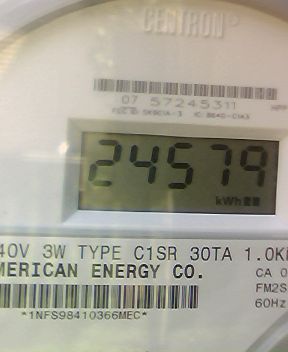 CENTRON®
07 57245311
24579
kWh
40V 3W TYPE C1SR 30TA 1.0K
MERICAN ENERGY CO.
CA 0
FM2S
60Hz
*1NFS98410366MEC*